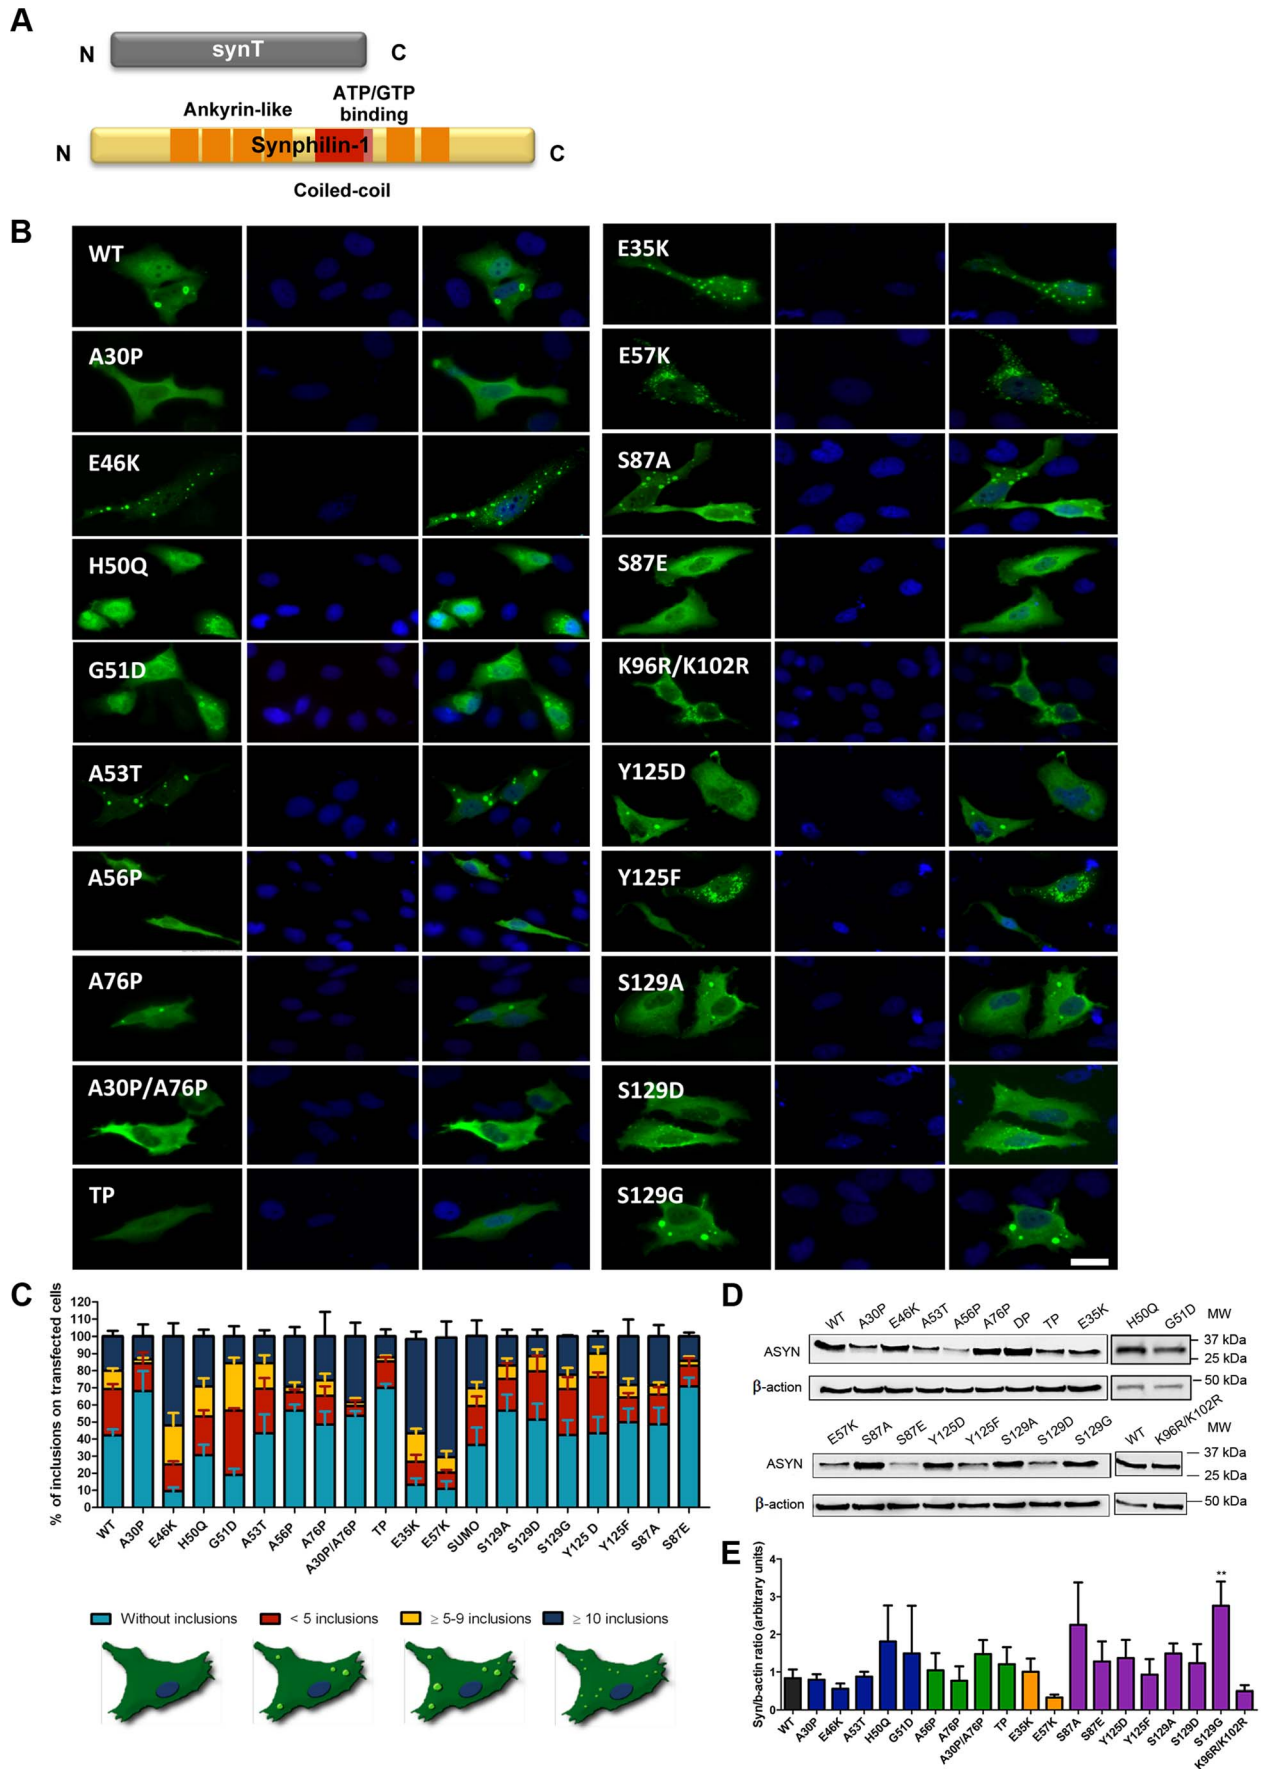 A
synT
N
C
Ankyrin-like
ATP/GTP
binding
Synphilin-1
N
C
Coiled-coil
B
WT
E35K
A30P
E57K
E46K
S87A
H50Q
S87E
G51D
K96R/K102R
A53T
Y125D
A56P
Y125F
A76P
S129A
A30P/A76P
S129D
TP
S129G
C
% of inclusions on transfected cells
120
110
100
90
80
70
60
50
40
30
20
10
0
WT
A30P
E46K
H50Q
G51D
A53T
A56P
A76P
A30P/A76P
TP
E35K
E57K
SUMO
S129A
S129D
S129G
Y125 D
Y125F
S87A
S87E
Without inclusions
< 5 inclusions
≥ 5-9 inclusions
≥ 10 inclusions
D
WT
A30P
E46K
A53T
A56P
A76P
DP
TP
E35K
H50Q
G51D
MW
ASYN
37 kDa
25 kDa
β-action
50 kDa
E57K
S87A
S87E
Y125D
Y125F
S129A
S129D
S129G
WT
K96R/K102R
MW
ASYN
37 kDa
25 kDa
β-action
50 kDa
E
Syn/b-actin ratio (arbitrary units)
4
3
2
1
0
**
WT
A30P
E46K
A53T
H50Q
G51D
A56P
A76P
A30P/A76P
TP
E35K
E57K
S87A
S87E
Y125D
Y125F
S129A
S129D
S129G
K96R/K102R